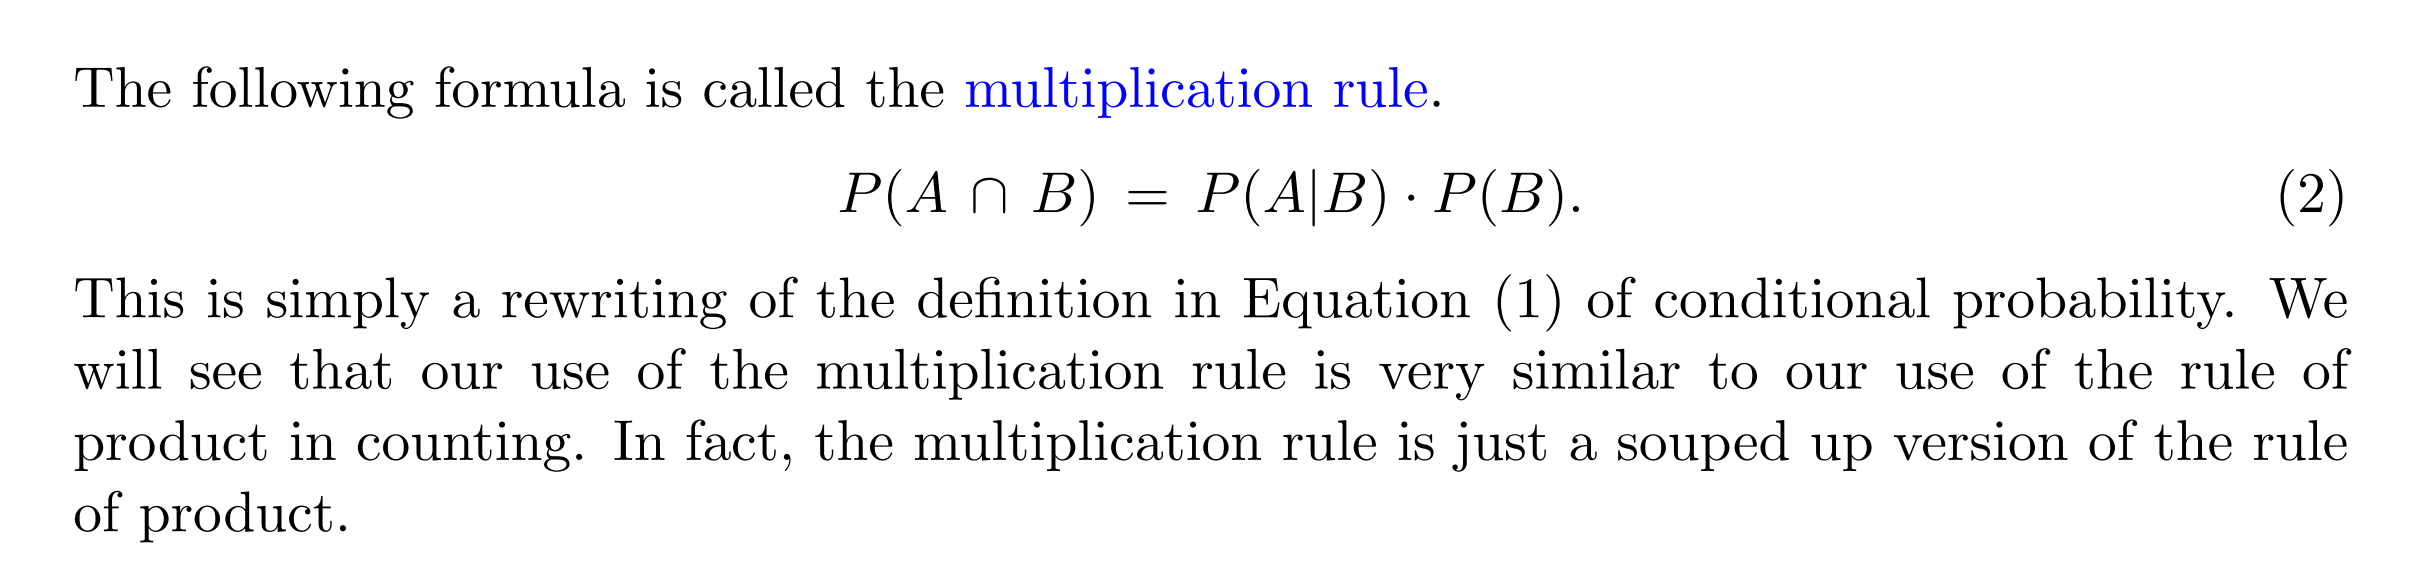 The following formula is called the multiplication rule.
P(A ∩ B) = P(A|B) · P(B). (2)
This is simply a rewriting of the definition in Equation (1) of conditional probability. We
will see that our use of the multiplication rule is very similar to our use of the rule of
product in counting. In fact, the multiplication rule is just a souped up version of the rule
of product.